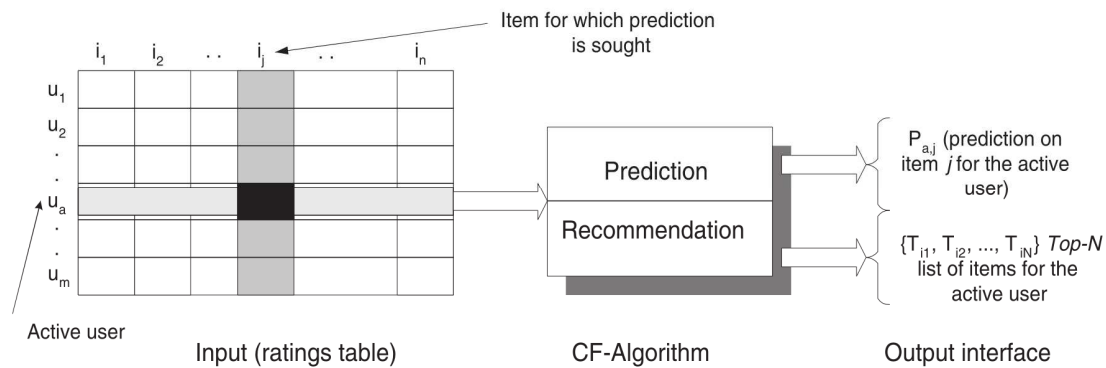 Item for which prediction
is sought
i1 i2 . . ij . . in
u1
u2
.
.
ua
.
.
um
Active user
Input (ratings table)
Prediction
Recommendation
CF-Algorithm
Pa,j (prediction on
item j for the active
user)
{Ti1, Ti2, ..., TiN} Top-N
list of items for the
active user
Output interface